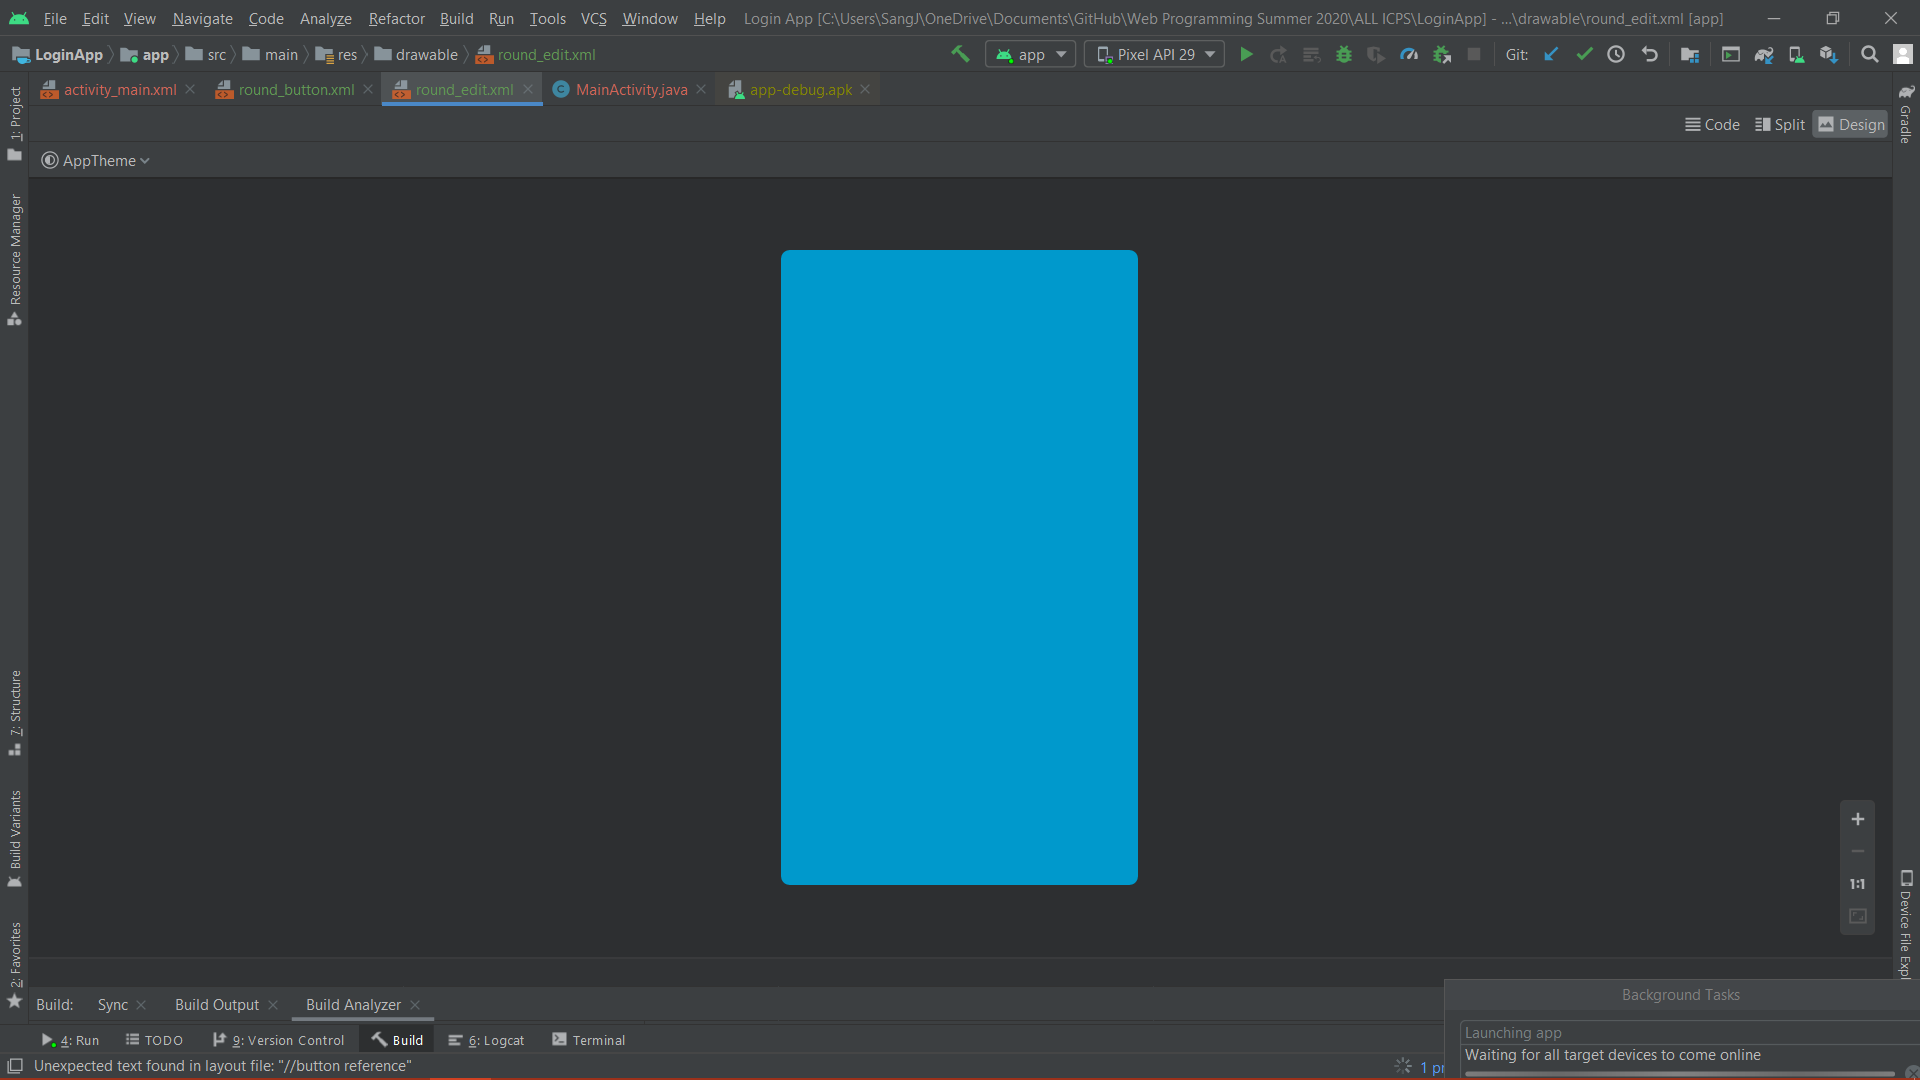 File Edit View Navigate Code Analyze Refactor Build Run Tools VCS Window Help Login App [C:\Users\SangJ\OneDrive\Documents\GitHub\Web Programming Summer 2020\ALL ICPS\LoginApp] - ...\drawable\round_edit.xml [app]
LoginApp app src main res drawable round_edit.xml app Pixel API 29 Git:
activity_main.xml round_button.xml round_edit.xml MainActivity.java app-debug.apk
Code Split Design
AppTheme
1: Project
Resource Manager
7: Structure
Build Variants
2: Favorites
Gradle
Device File Expl
1:1
Build: Sync Build Output Build Analyzer
4: Run TODO 9: Version Control Build 6: Logcat Terminal
Unexpected text found in layout file: "//button reference"
1 pr
Background Tasks
Launching app
Waiting for all target devices to come online